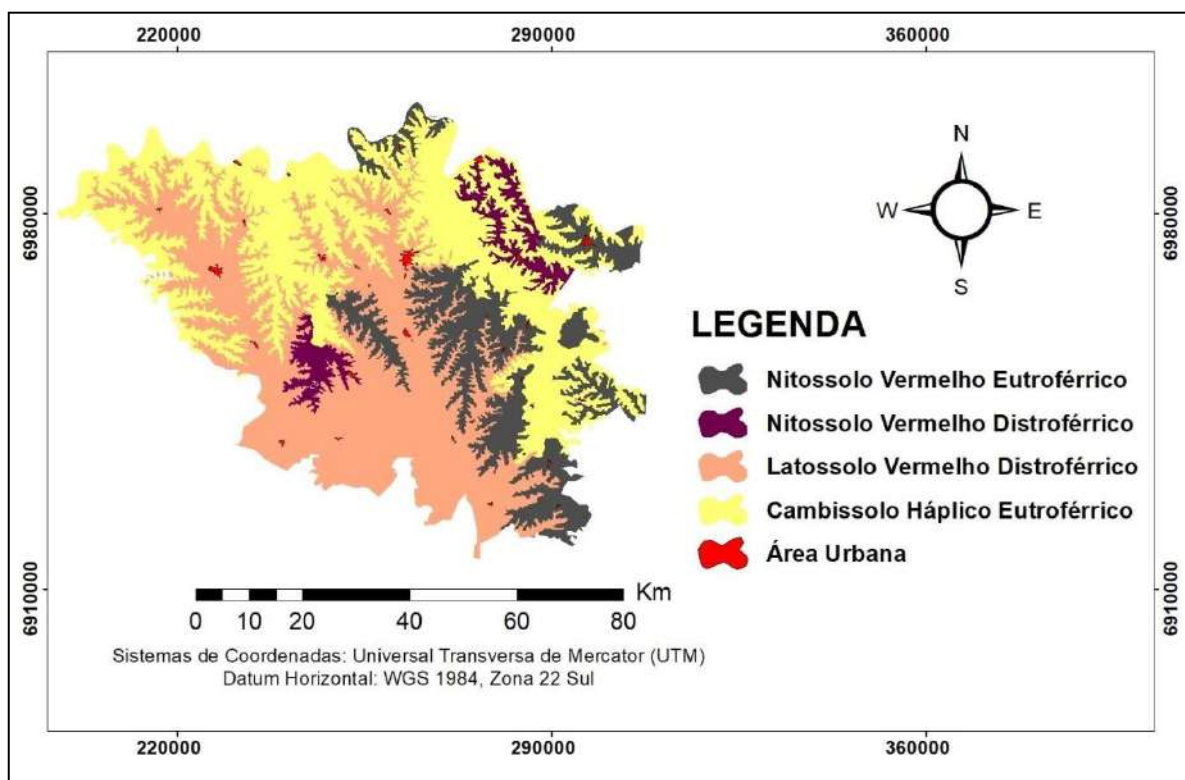 220000 290000 360000
6980000 6980000
N
W E
S
LEGENDA
Nitossolo Vermelho Eutroférrico
Nitossolo Vermelho Distroférrico
Latossolo Vermelho Distroférrico
Cambissolo Háplico Eutroférrico
Área Urbana
6910000 6910000
Km
0 10 20 40 60 80
Sistemas de Coordenadas: Universal Transversa de Mercator (UTM)
Datum Horizontal: WGS 1984, Zona 22 Sul
220000 290000 360000